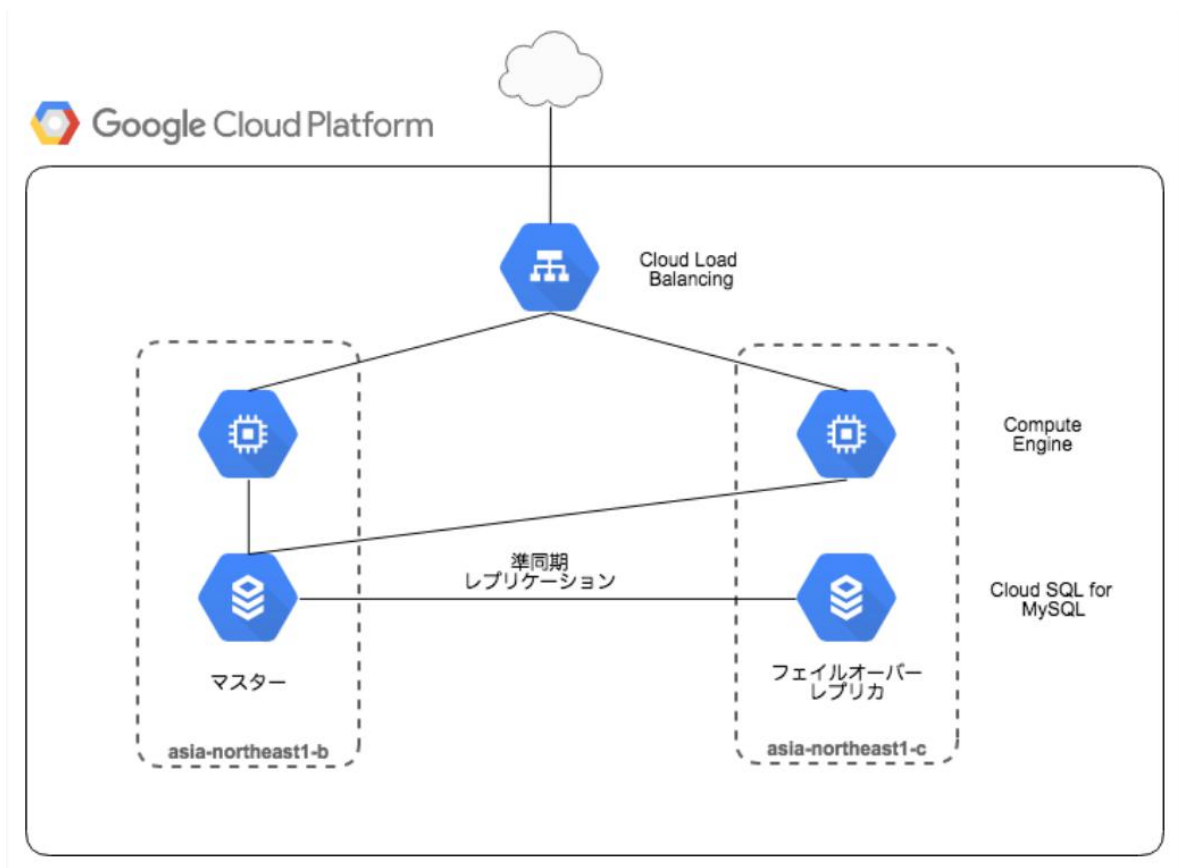 Google Cloud Platform
Cloud Load
Balancing
Compute
Engine
準同期
レプリケーション
Cloud SQL for
MySQL
マスター
フェイルオーバー
レプリカ
asia-northeast1-b
asia-northeast1-c